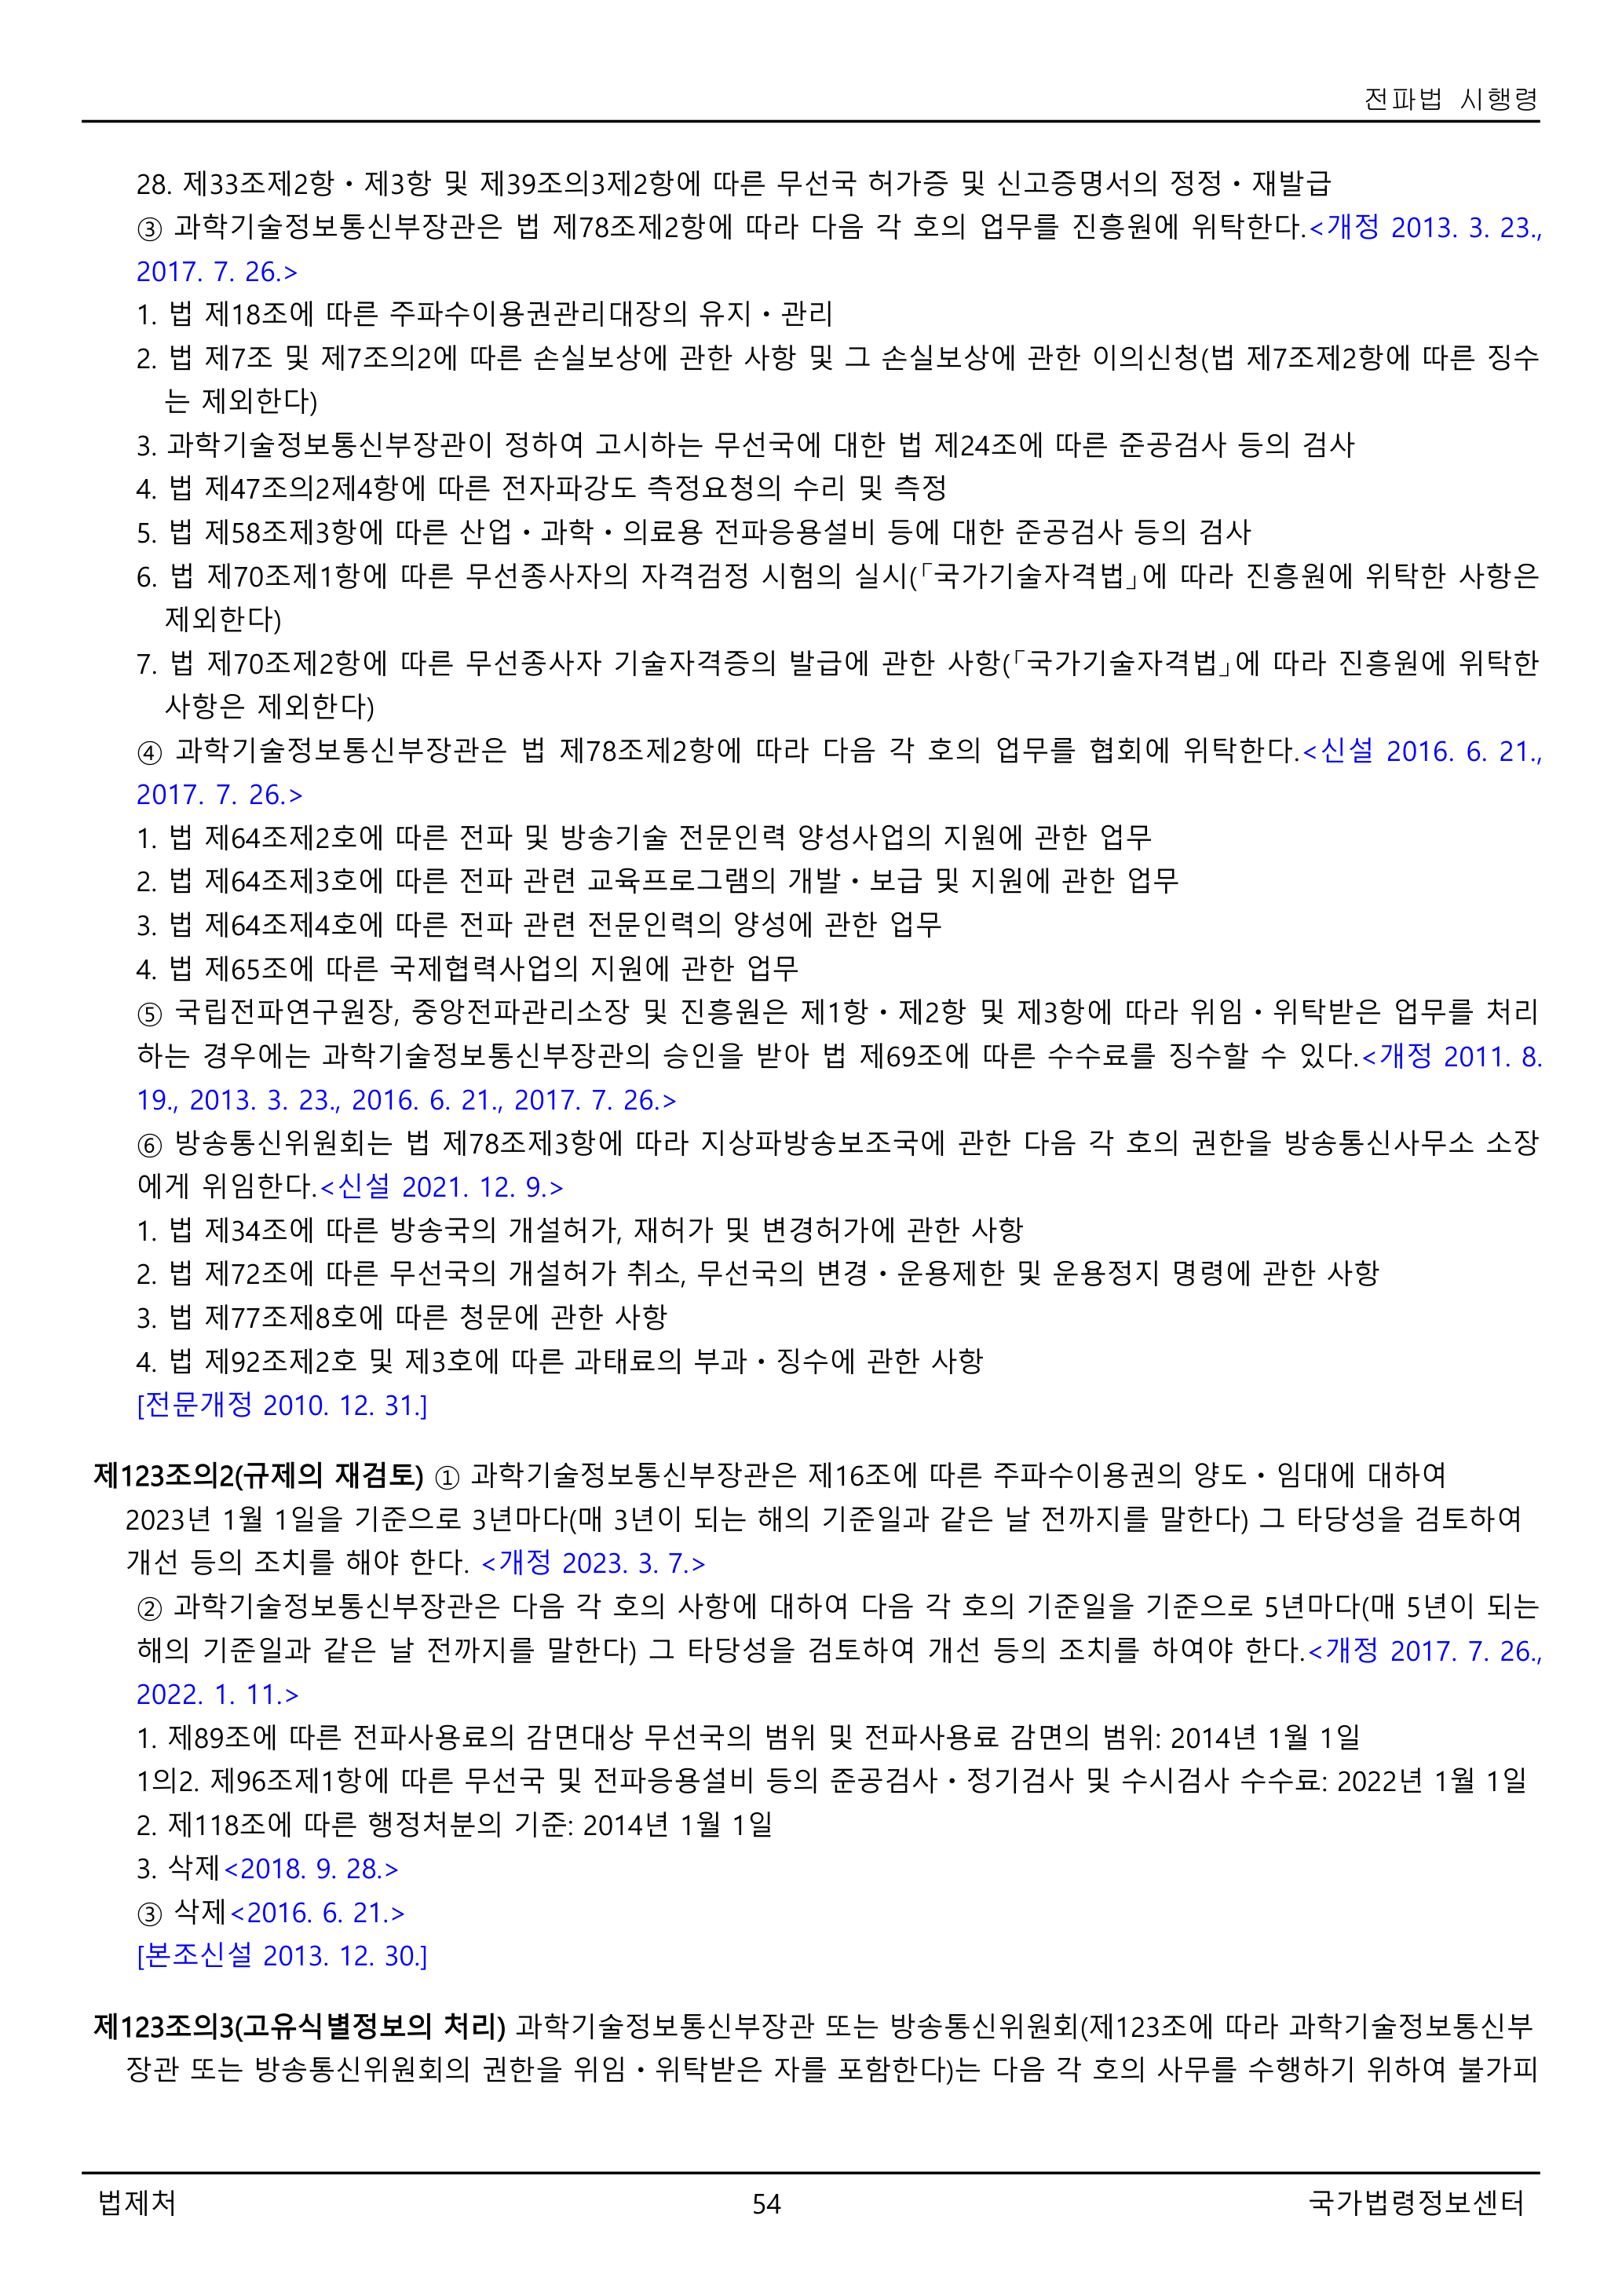 전파법 시행령
28. 제33조제2항ㆍ제3항 및 제39조의3제2항에 따른 무선국 허가증 및 신고증명서의 정정ㆍ재발급
③ 과학기술정보통신부장관은 법 제78조제2항에 따라 다음 각 호의 업무를 진흥원에 위탁한다.<개정 2013. 3. 23.,
2017. 7. 26.>
1. 법 제18조에 따른 주파수이용권관리대장의 유지ㆍ관리
2. 법 제7조 및 제7조의2에 따른 손실보상에 관한 사항 및 그 손실보상에 관한 이의신청(법 제7조제2항에 따른 징수
는 제외한다)
3. 과학기술정보통신부장관이 정하여 고시하는 무선국에 대한 법 제24조에 따른 준공검사 등의 검사
4. 법 제47조의2제4항에 따른 전자파강도 측정요청의 수리 및 측정
5. 법 제58조제3항에 따른 산업ㆍ과학ㆍ의료용 전파응용설비 등에 대한 준공검사 등의 검사
6. 법 제70조제1항에 따른 무선종사자의 자격검정 시험의 실시(「국가기술자격법」에 따라 진흥원에 위탁한 사항은
제외한다)
7. 법 제70조제2항에 따른 무선종사자 기술자격증의 발급에 관한 사항(「국가기술자격법」에 따라 진흥원에 위탁한
사항은 제외한다)
④ 과학기술정보통신부장관은 법 제78조제2항에 따라 다음 각 호의 업무를 협회에 위탁한다.<신설 2016. 6. 21.,
2017. 7. 26.>
1. 법 제64조제2호에 따른 전파 및 방송기술 전문인력 양성사업의 지원에 관한 업무
2. 법 제64조제3호에 따른 전파 관련 교육프로그램의 개발ㆍ보급 및 지원에 관한 업무
3. 법 제64조제4호에 따른 전파 관련 전문인력의 양성에 관한 업무
4. 법 제65조에 따른 국제협력사업의 지원에 관한 업무
⑤ 국립전파연구원장, 중앙전파관리소장 및 진흥원은 제1항ㆍ제2항 및 제3항에 따라 위임ㆍ위탁받은 업무를 처리
하는 경우에는 과학기술정보통신부장관의 승인을 받아 법 제69조에 따른 수수료를 징수할 수 있다.<개정 2011. 8.
19., 2013. 3. 23., 2016. 6. 21., 2017. 7. 26.>
⑥ 방송통신위원회는 법 제78조제3항에 따라 지상파방송보조국에 관한 다음 각 호의 권한을 방송통신사무소 소장
에게 위임한다.<신설 2021. 12. 9.>
1. 법 제34조에 따른 방송국의 개설허가, 재허가 및 변경허가에 관한 사항
2. 법 제72조에 따른 무선국의 개설허가 취소, 무선국의 변경ㆍ운용제한 및 운용정지 명령에 관한 사항
3. 법 제77조제8호에 따른 청문에 관한 사항
4. 법 제92조제2호 및 제3호에 따른 과태료의 부과ㆍ징수에 관한 사항
[전문개정 2010. 12. 31.]
제123조의2(규제의 재검토) ① 과학기술정보통신부장관은 제16조에 따른 주파수이용권의 양도ㆍ임대에 대하여
2023년 1월 1일을 기준으로 3년마다(매 3년이 되는 해의 기준일과 같은 날 전까지를 말한다) 그 타당성을 검토하여
개선 등의 조치를 해야 한다. <개정 2023. 3. 7.>
② 과학기술정보통신부장관은 다음 각 호의 사항에 대하여 다음 각 호의 기준일을 기준으로 5년마다(매 5년이 되는
해의 기준일과 같은 날 전까지를 말한다) 그 타당성을 검토하여 개선 등의 조치를 하여야 한다.<개정 2017. 7. 26.,
2022. 1. 11.>
1. 제89조에 따른 전파사용료의 감면대상 무선국의 범위 및 전파사용료 감면의 범위: 2014년 1월 1일
1의2. 제96조제1항에 따른 무선국 및 전파응용설비 등의 준공검사ㆍ정기검사 및 수시검사 수수료: 2022년 1월 1일
2. 제118조에 따른 행정처분의 기준: 2014년 1월 1일
3. 삭제<2018. 9. 28.>
③ 삭제<2016. 6. 21.>
[본조신설 2013. 12. 30.]
제123조의3(고유식별정보의 처리) 과학기술정보통신부장관 또는 방송통신위원회(제123조에 따라 과학기술정보통신부
장관 또는 방송통신위원회의 권한을 위임ㆍ위탁받은 자를 포함한다)는 다음 각 호의 사무를 수행하기 위하여 불가피
법제처 54 국가법령정보센터